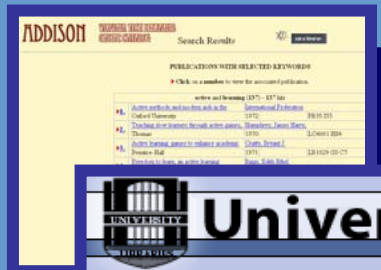 ADDISON
Search Results
PUBLICATIONS WITH SELECTED KEYWORDS
Click on a number to view the associated publication.
active and learning (137) - 137 hits
Active methods and modern aids in the International Federation
Oxford University 1972.
Teaching slow learners through active games. Humphrey, James Harry,
Thomas 1970.
Active learning: games to enhance academic Cratty, Bryant J.
Prentice-Hall 1971.
Freedom to learn; an active learning
UNIVERSITY
LIBRARIES
Univer